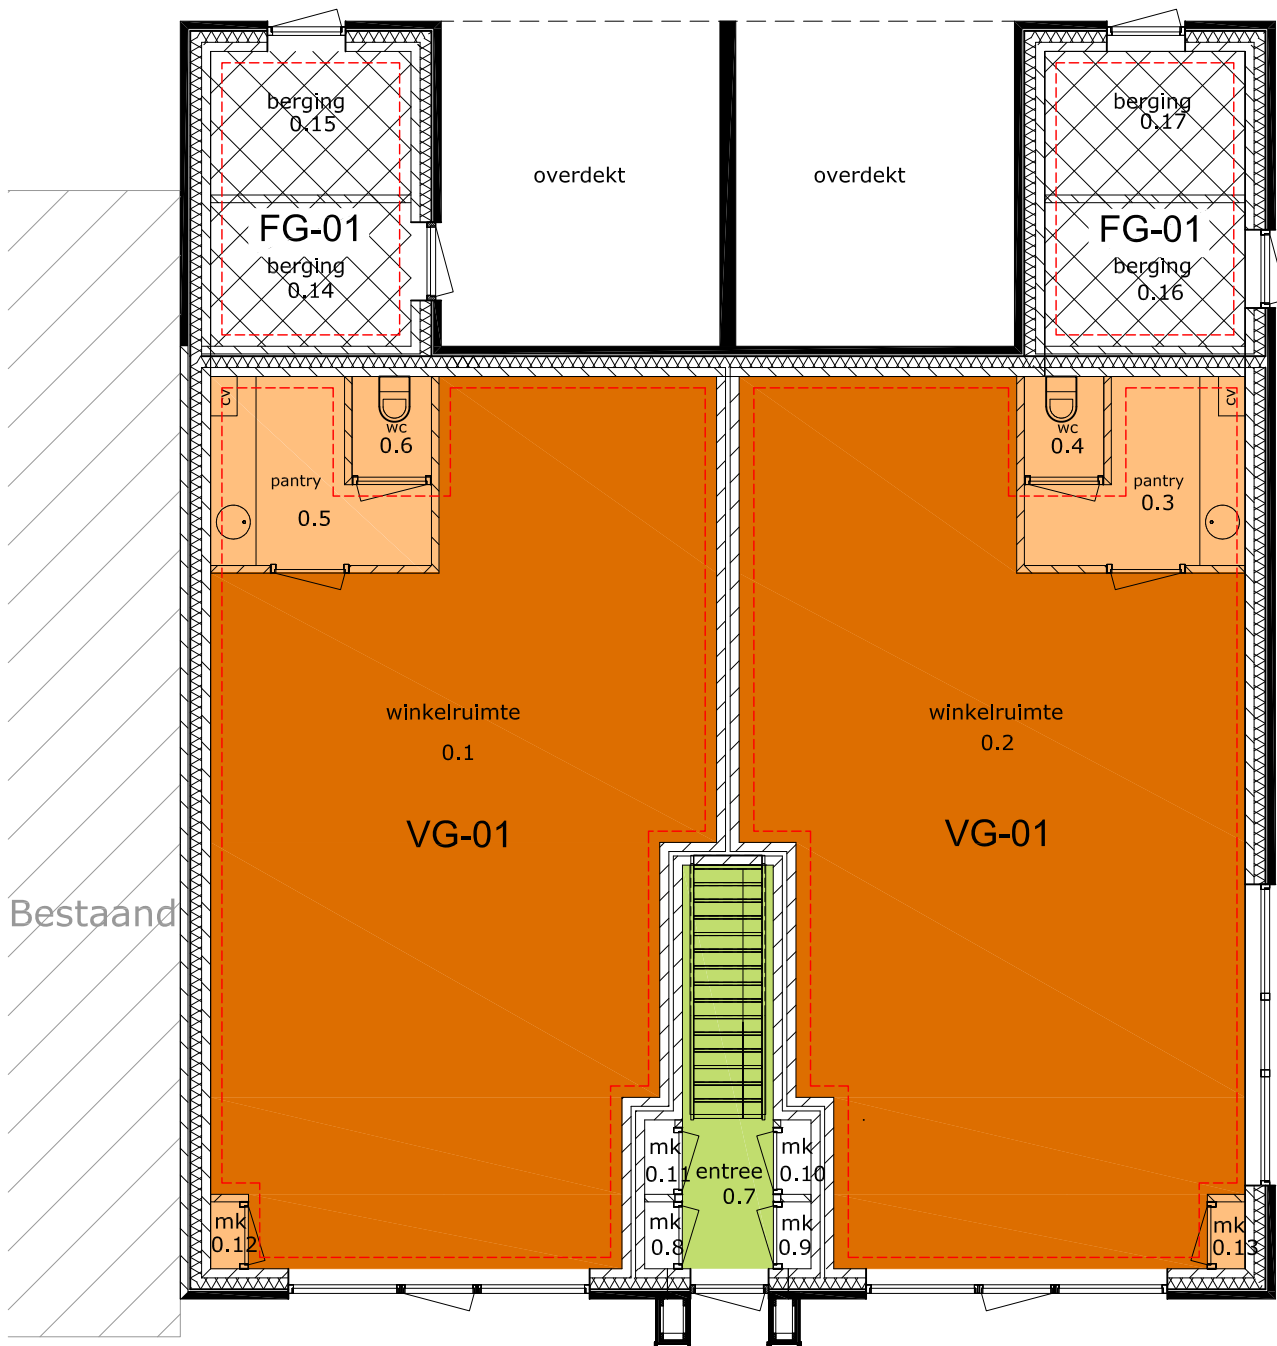 berging
0.15
berging
0.17
overdekt
overdekt
FG-01
FG-01
berging
0.14
berging
0.16
cv
cv
wc
0.6
wc
0.4
pantry
0.5
pantry
0.3
winkelruimte
0.1
winkelruimte
0.2
VG-01
VG-01
Bestaand
mk
0.11
mk
0.10
entree
0.7
mk
0.12
mk
0.8
mk
0.9
mk
0.13